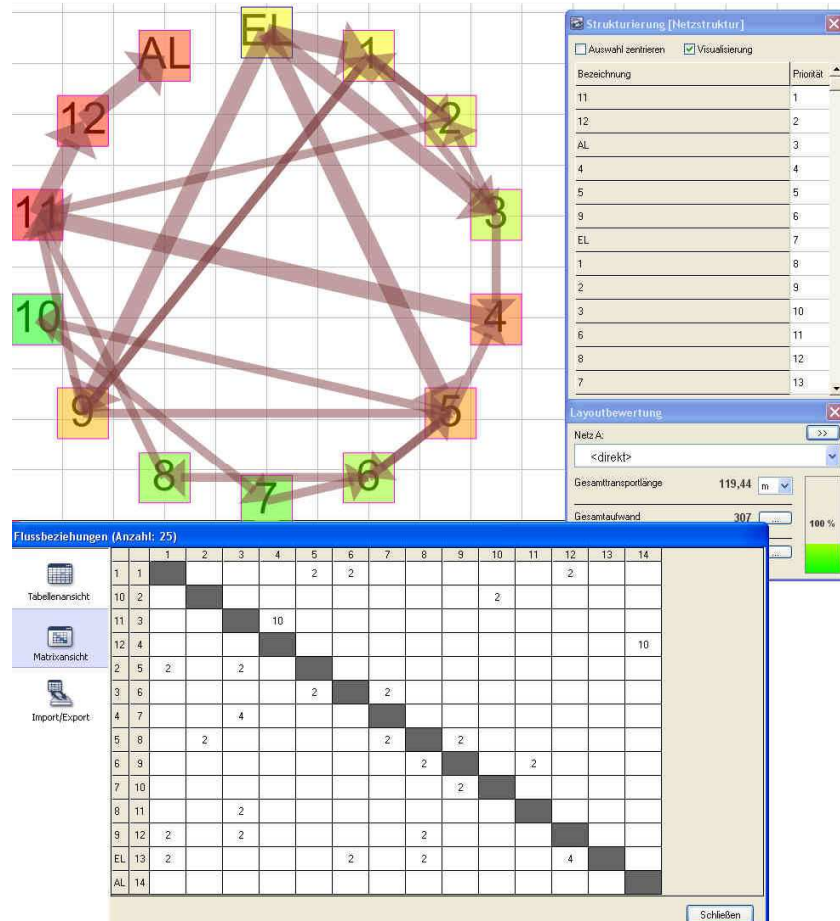 EL
AL
1
12
2
11
3
10
4
9
5
8
6
7
Strukturierung [Netzstruktur]
Auswahl zentrieren Visualisierung
Bezeichnung Priorität
11 1
12 2
AL 3
4 4
5 5
9 6
EL 7
1 8
2 9
3 10
6 11
8 12
7 13
Layoutbewertung
Netz A: >>
<direkt>
Gesamttransportlänge 119,44 m
Gesamtaufwand 307 ...
...
100 %
Flussbeziehungen (Anzahl: 25)
Tabellenansicht
Matrixansicht
Import/Export
1 2 3 4 5 6 7 8 9 10 11 12 13 14
1 1 2 2 2
10 2 2
11 3 10
12 4 10
2 5 2 2
3 6 2 2
4 7 4
5 8 2 2 2
6 9 2 2
7 10 2
8 11 2
9 12 2 2 2
EL 13 2 2 2 4
AL 14
Schließen